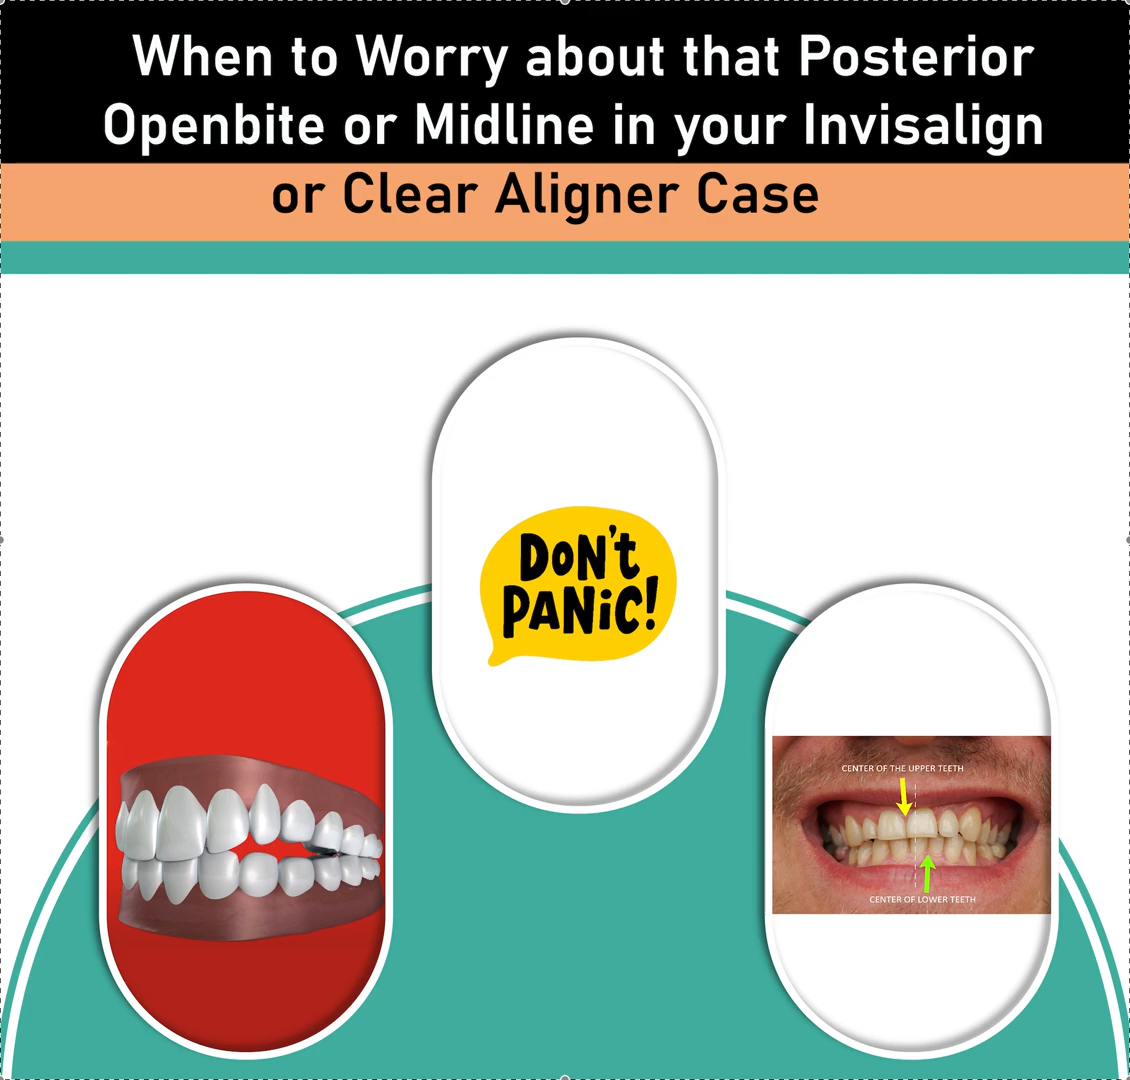 When to Worry about that Posterior
Openbite or Midline in your Invisalign
or Clear Aligner Case
DoN't
PANiC!
CENTER OF THE UPPER TEETH
CENTER OF LOWER TEETH